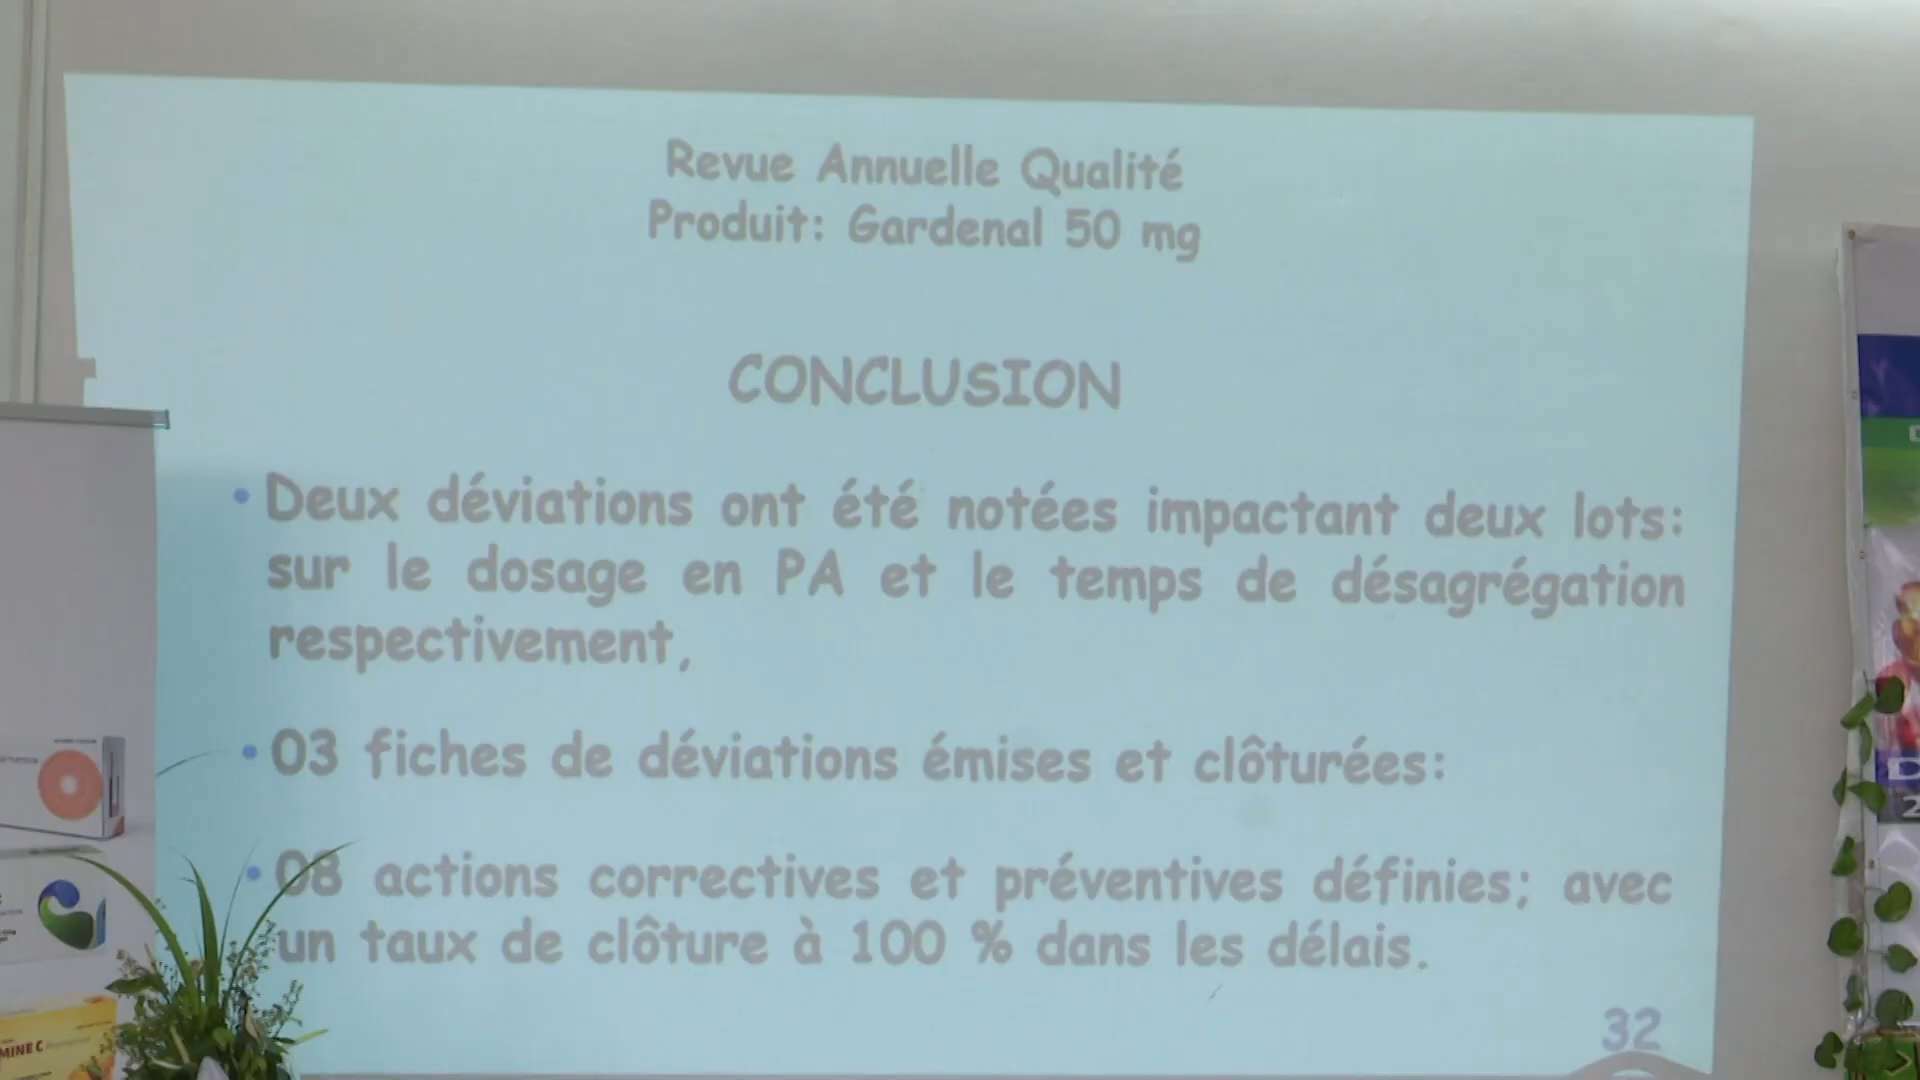 Revue Annuelle Qualité
Produit: Gardenal 50 mg
CONCLUSION
• Deux déviations ont été notées impactant deux lots:
sur le dosage en PA et le temps de désagrégation
respectivement,
• 03 fiches de déviations émises et clôturées:
• 08 actions correctives et préventives définies; avec
un taux de clôture à 100 % dans les délais.
32
MINE C